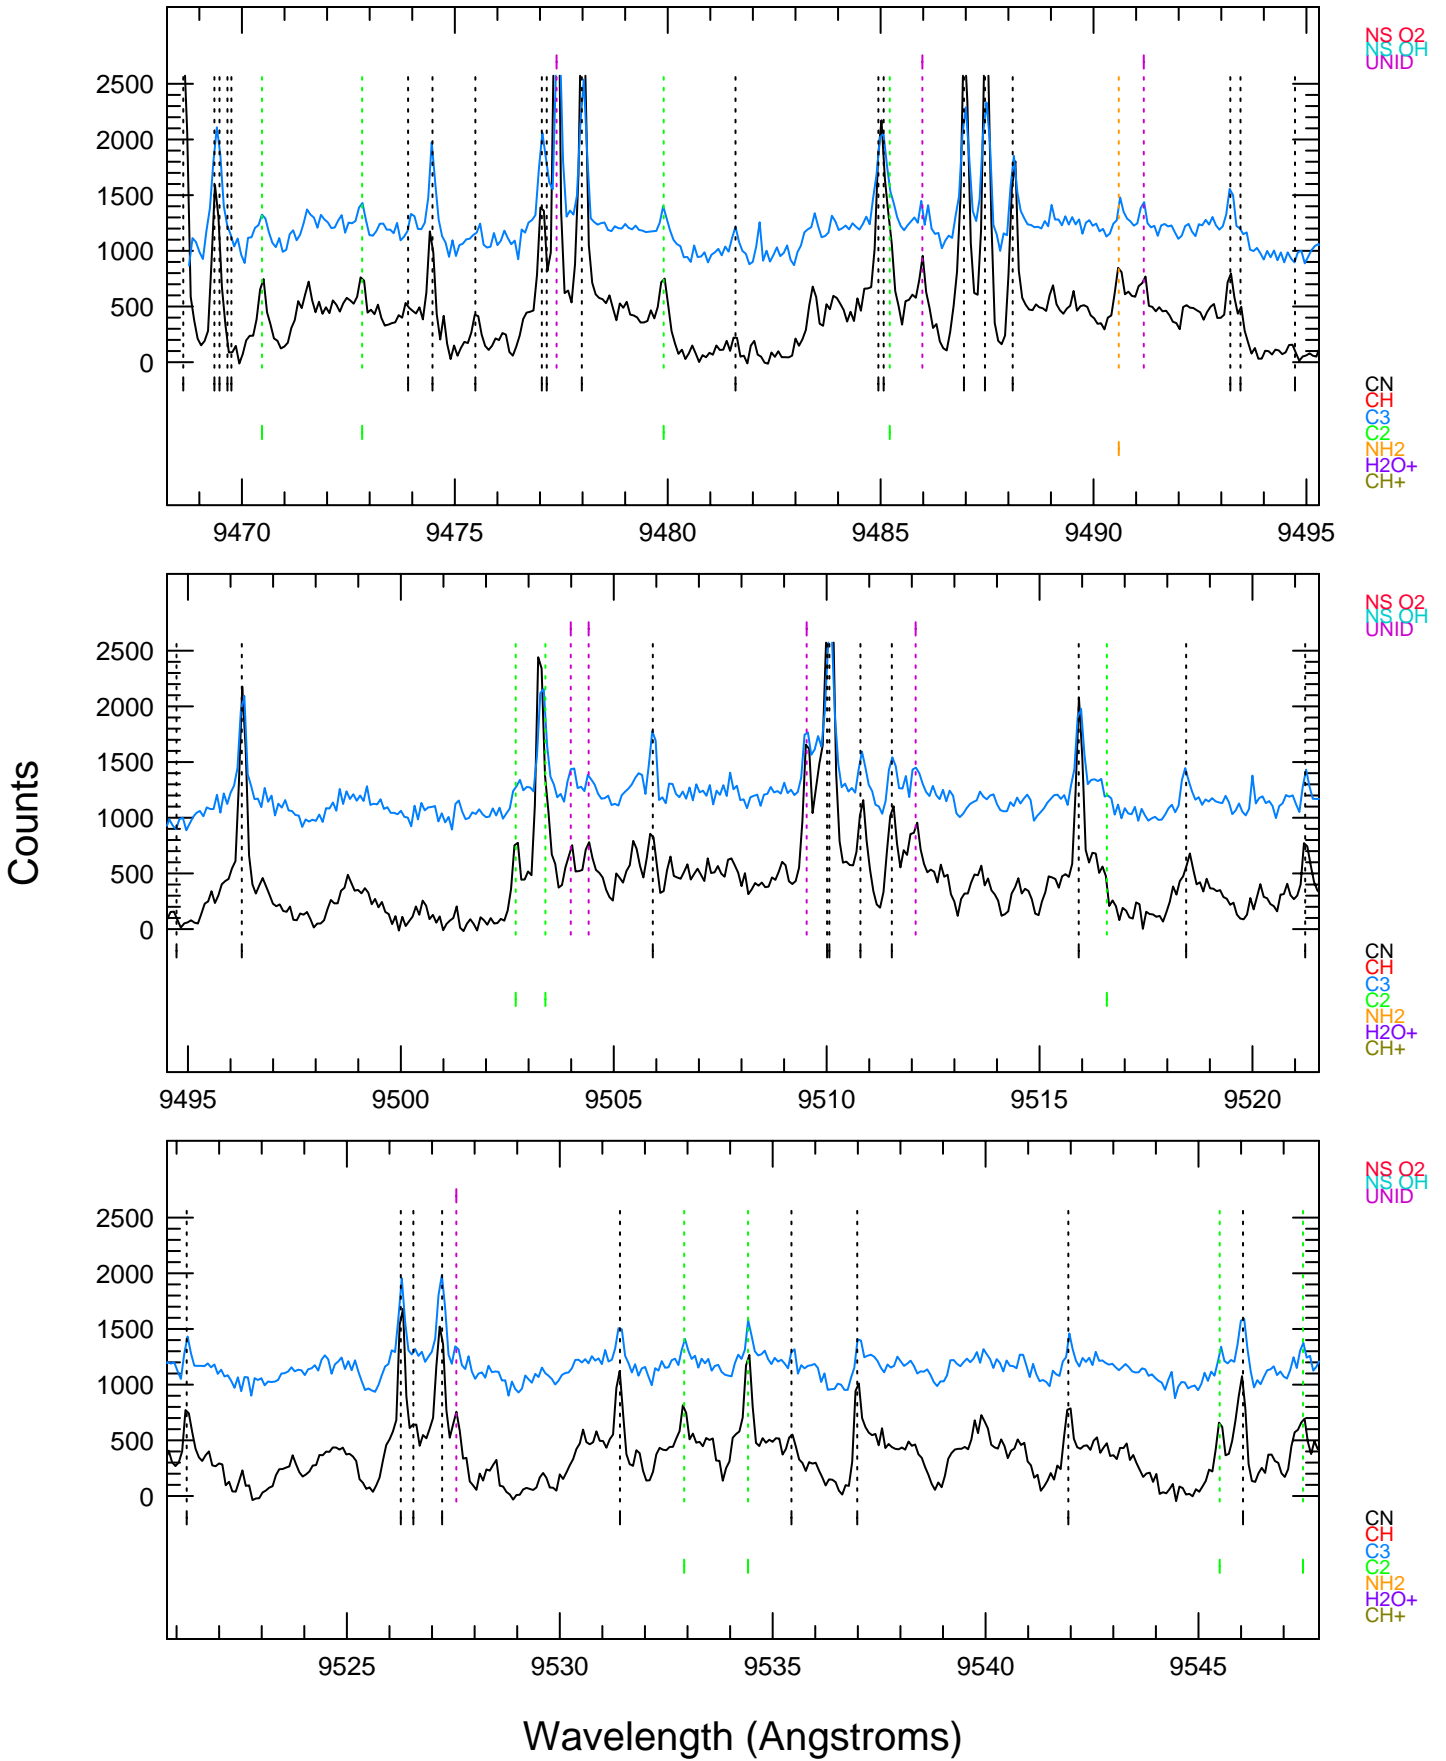 NS O2
NS OH
UNID
2500
2000
1500
1000
500
0
CN
CH
C3
C2
NH2
H2O+
CH+
9470 9475 9480 9485 9490 9495
NS O2
NS OH
UNID
2500
2000
1500
1000
500
0
Counts
CN
CH
C3
C2
NH2
H2O+
CH+
9495 9500 9505 9510 9515 9520
NS O2
NS OH
UNID
2500
2000
1500
1000
500
0
CN
CH
C3
C2
NH2
H2O+
CH+
9525 9530 9535 9540 9545
Wavelength (Angstroms)